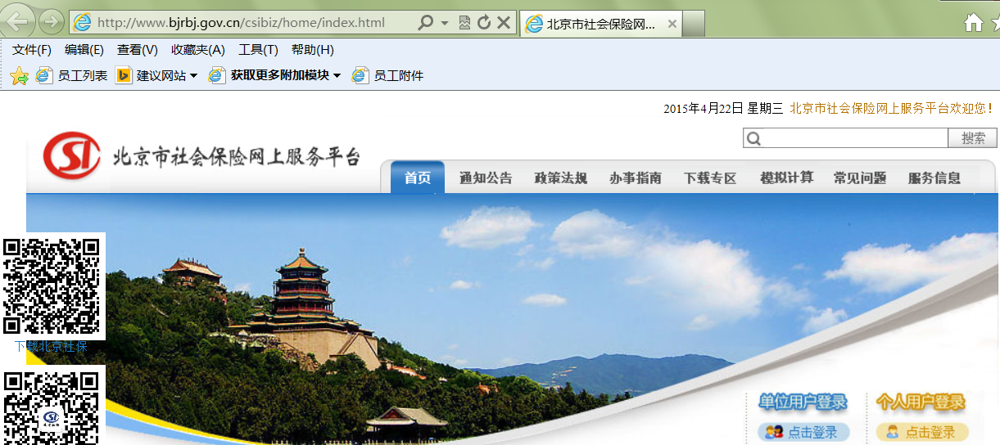 http://www.bjrbj.gov.cn/csibiz/home/index.html
北京市社会保险网...
文件(F) 编辑(E) 查看(V) 收藏夹(A) 工具(T) 帮助(H)
员工列表 建议网站 获取更多附加模块 员工附件
2015年4月22日 星期三 北京市社会保险网上服务平台欢迎您!
搜索
SI 北京市社会保险网上服务平台
首页 通知公告 政策法规 办事指南 下载专区 模拟计算 常见问题 服务信息
下载北京社保
单位用户登录 个人用户登录
点击登录 点击登录